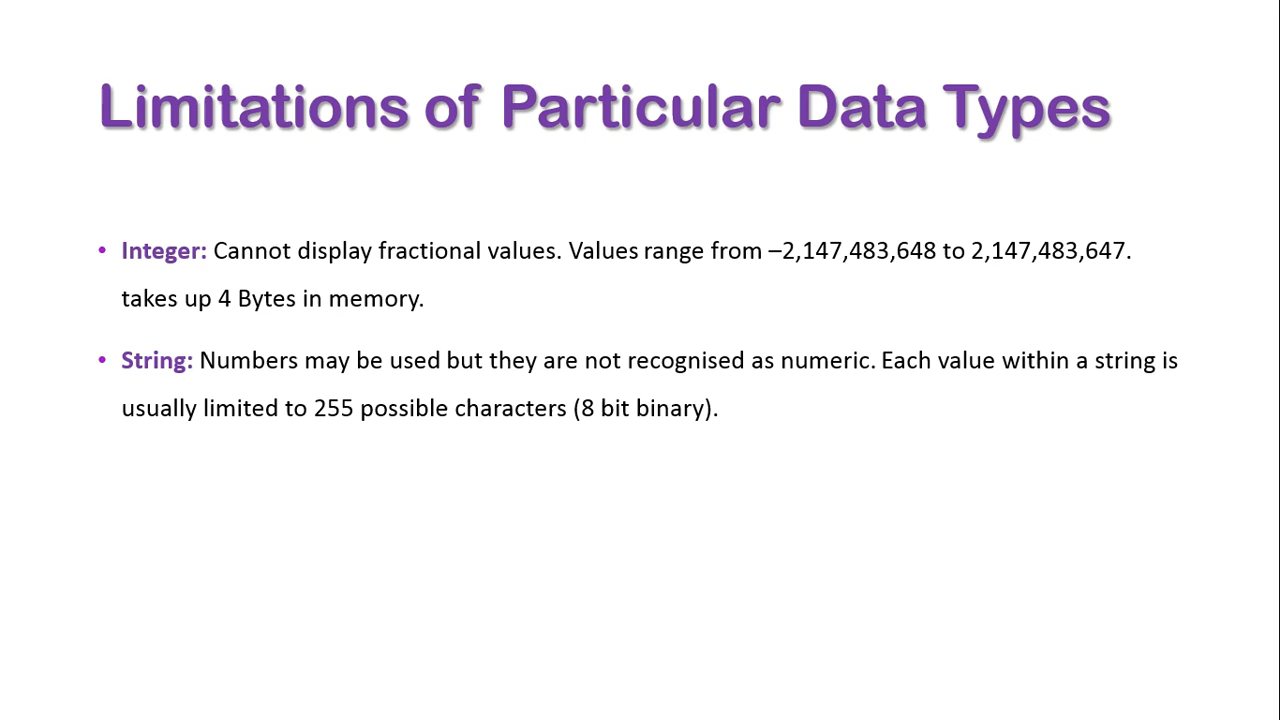 Limitations of Particular Data Types
• Integer: Cannot display fractional values. Values range from –2,147,483,648 to 2,147,483,647.
takes up 4 Bytes in memory.
• String: Numbers may be used but they are not recognised as numeric. Each value within a string is
usually limited to 255 possible characters (8 bit binary).